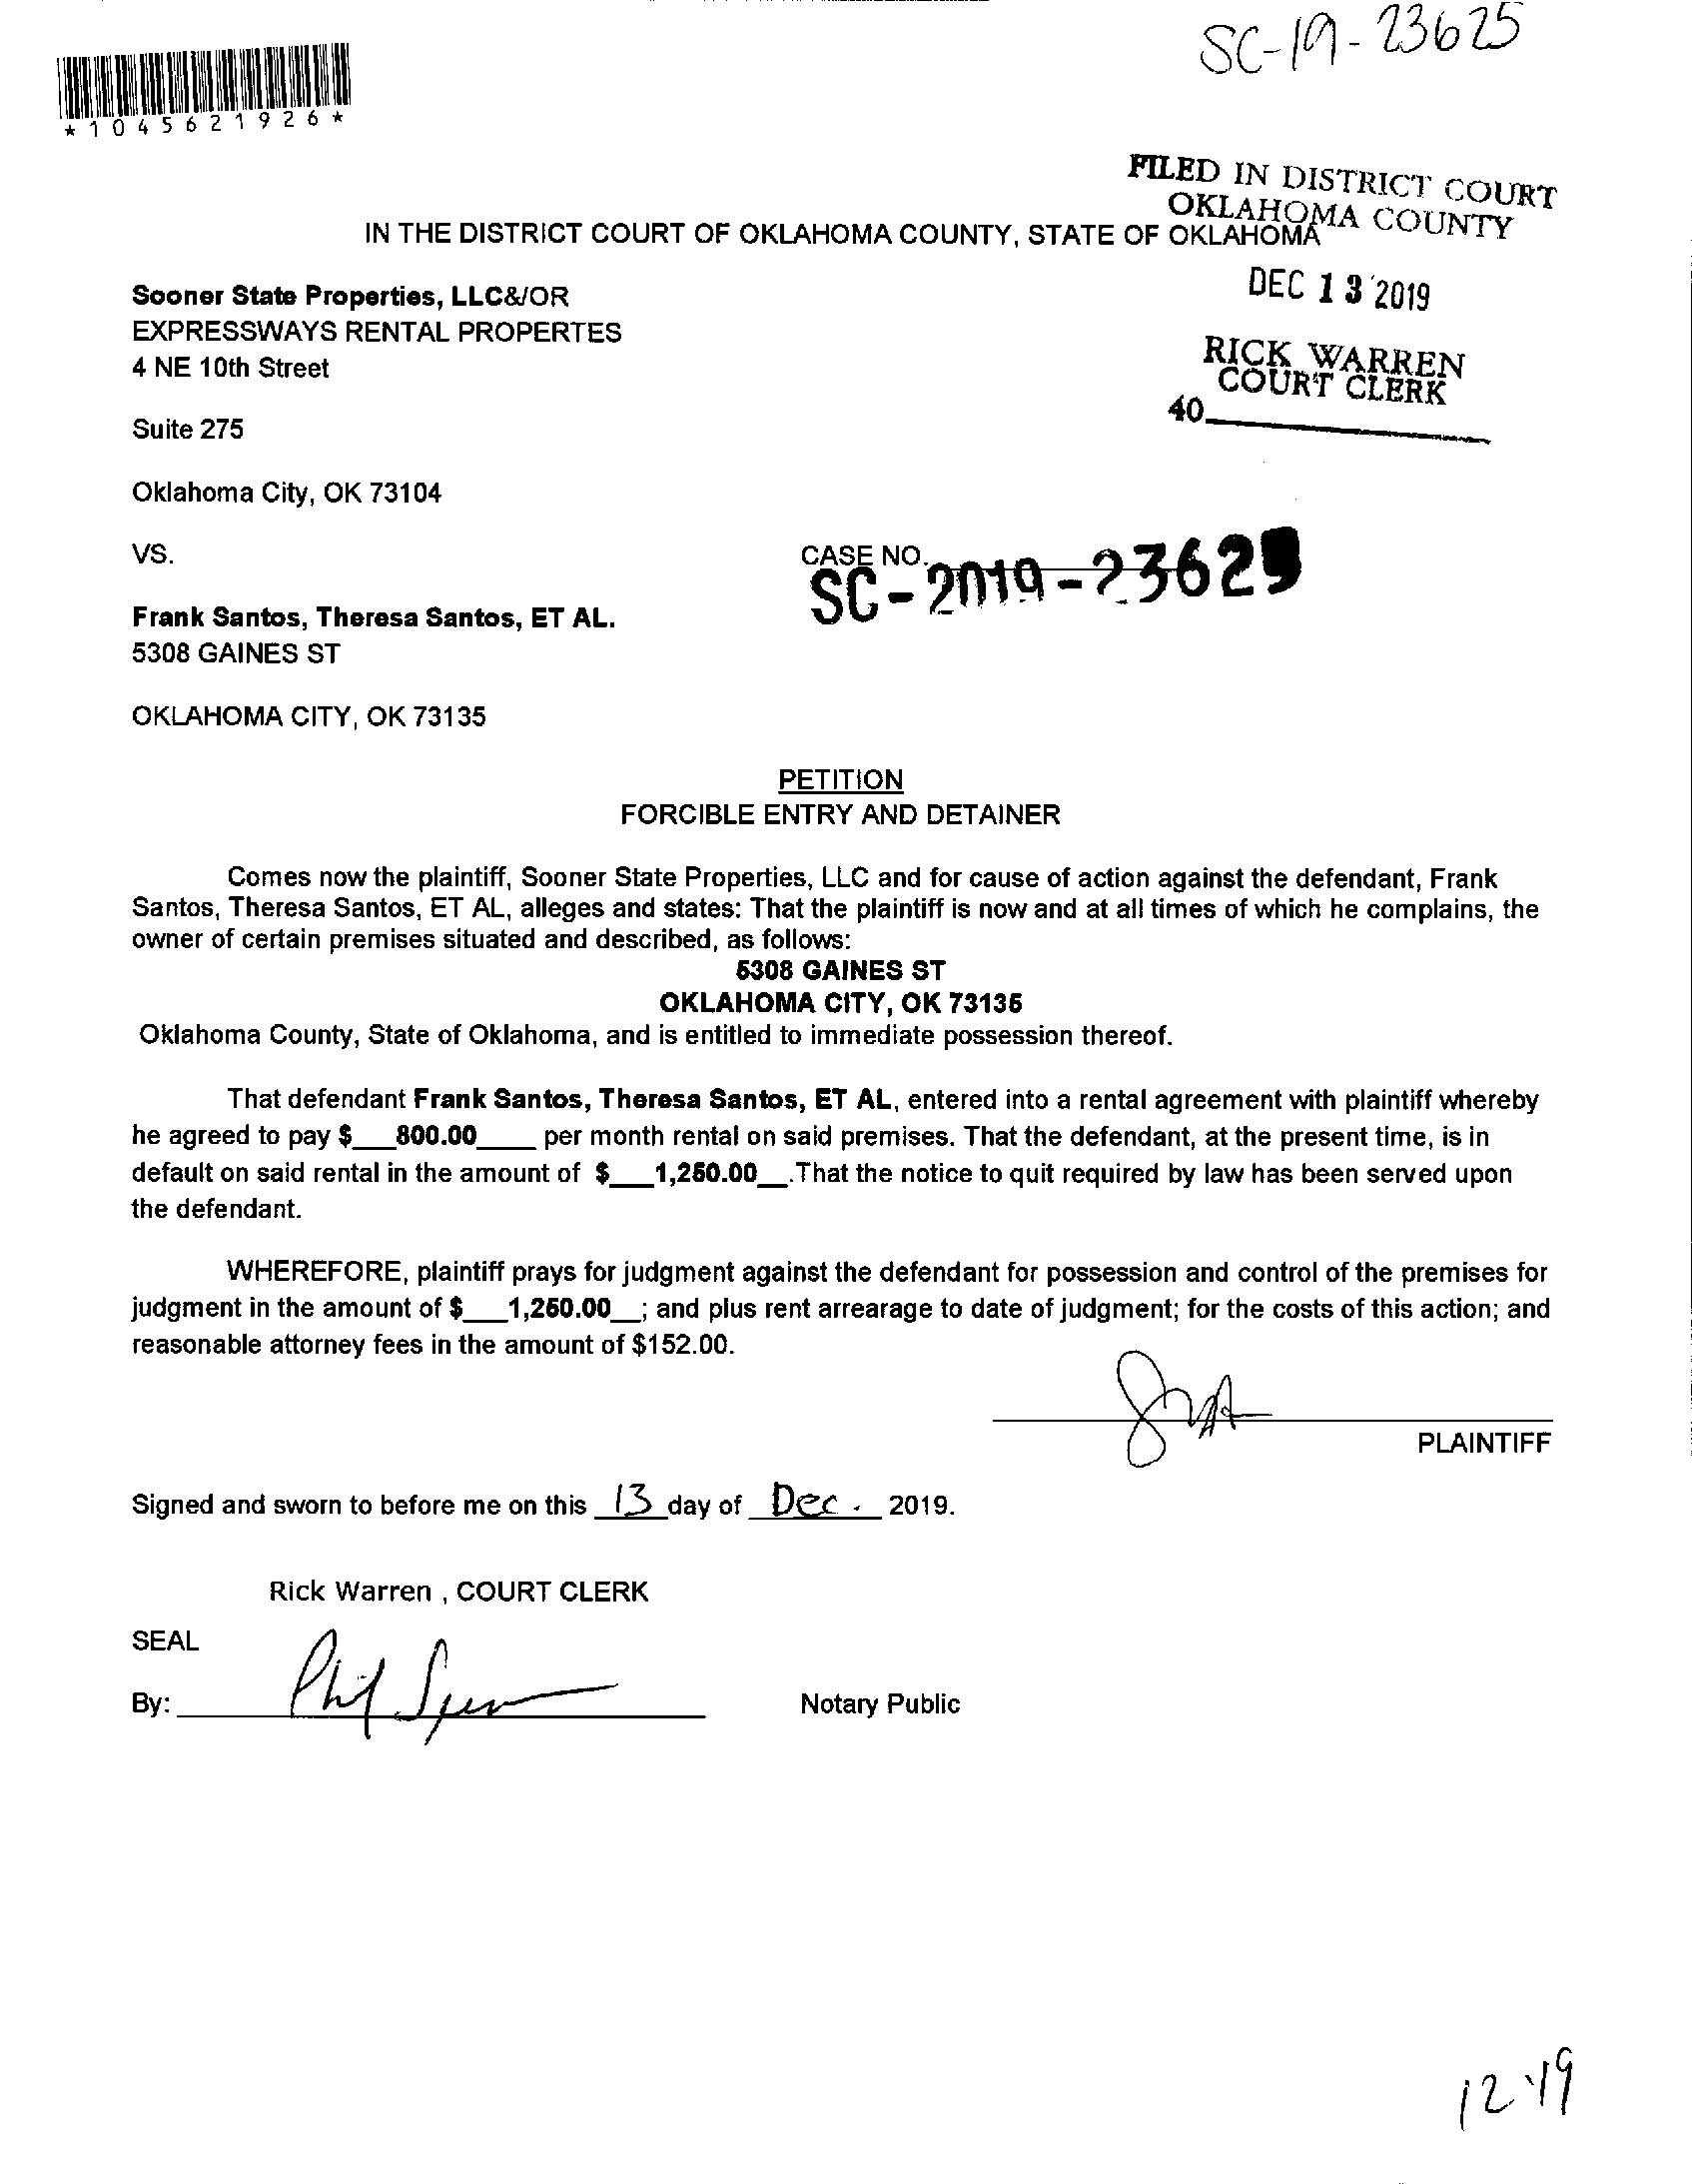 SC-19-23625
*1045621926*
FILED IN DISTRICT COURT
OKLAHOMA COUNTY
IN THE DISTRICT COURT OF OKLAHOMA COUNTY, STATE OF OKLAHOMA
DEC 13 2019
Sooner State Properties, LLC&/OR
EXPRESSWAYS RENTAL PROPERTES
4 NE 10th Street
RICK WARREN
COURT CLERK
40
Suite 275
Oklahoma City, OK 73104
VS.
CASE NO.
SC-2019-23625
Frank Santos, Theresa Santos, ET AL.
5308 GAINES ST
OKLAHOMA CITY, OK 73135
PETITION
FORCIBLE ENTRY AND DETAINER
Comes now the plaintiff, Sooner State Properties, LLC and for cause of action against the defendant, Frank
Santos, Theresa Santos, ET AL, alleges and states: That the plaintiff is now and at all times of which he complains, the
owner of certain premises situated and described, as follows:
5308 GAINES ST
OKLAHOMA CITY, OK 73135
Oklahoma County, State of Oklahoma, and is entitled to immediate possession thereof.
That defendant Frank Santos, Theresa Santos, ET AL, entered into a rental agreement with plaintiff whereby
he agreed to pay $___800.00____ per month rental on said premises. That the defendant, at the present time, is in
default on said rental in the amount of $___1,250.00__.That the notice to quit required by law has been served upon
the defendant.
WHEREFORE, plaintiff prays for judgment against the defendant for possession and control of the premises for
judgment in the amount of $___1,250.00__; and plus rent arrearage to date of judgment; for the costs of this action; and
reasonable attorney fees in the amount of $152.00.
PLAINTIFF
Signed and sworn to before me on this 13 day of Dec. 2019.
Rick Warren , COURT CLERK
SEAL
By: Notary Public
12-19